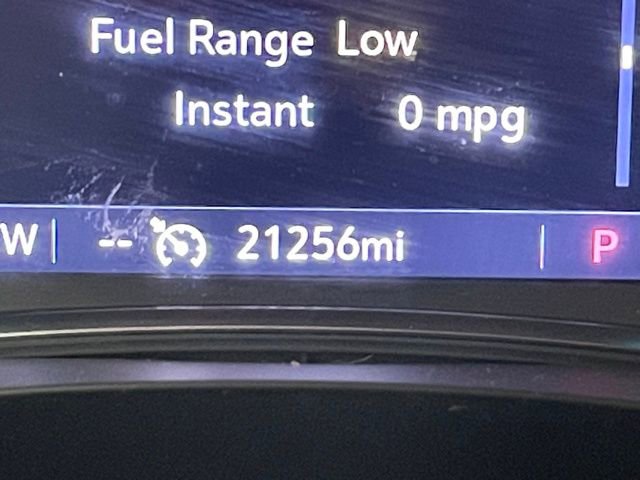 Fuel Range Low
Instant 0 mpg
W -- 21256mi P